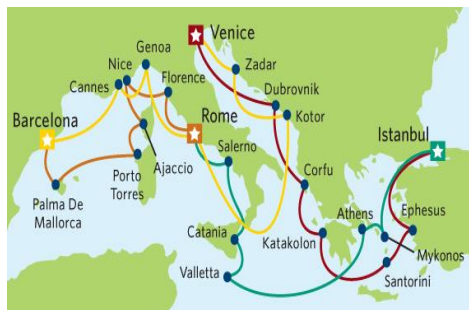 Venice
Genoa
Nice
Zadar
Cannes
Florence
Dubrovnik
Barcelona
Rome
Kotor
Istanbul
Salerno
Ajaccio
Porto
Torres
Corfu
Palma De
Mallorca
Athens
Ephesus
Catania
Katakolon
Mykonos
Valletta
Santorini